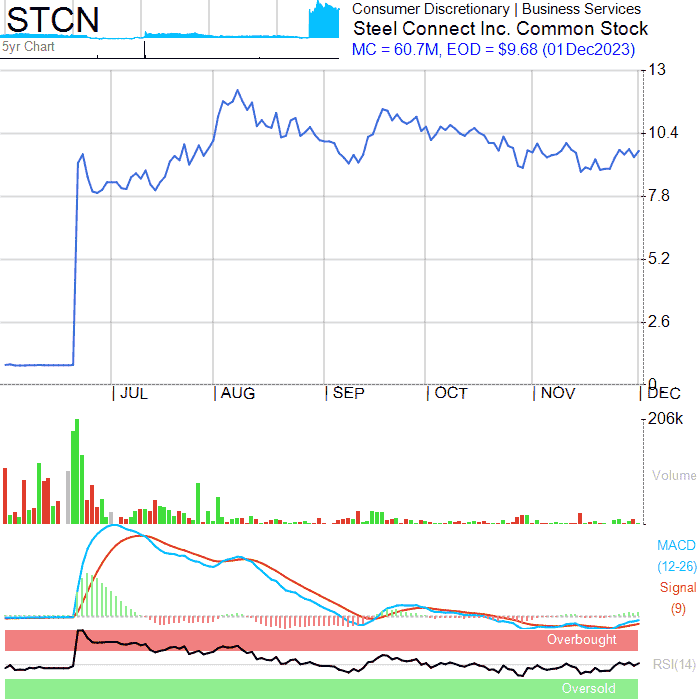 STCN
Consumer Discretionary | Business Services
Steel Connect Inc. Common Stock
5yr Chart
MC = 60.7M, EOD = $9.68 (01Dec2023)
13
10.4
7.8
5.2
2.6
0
JUL
AUG
SEP
OCT
NOV
DEC
206k
Volume
MACD
(12-26)
Signal
(9)
Overbought
RSI(14)
Oversold